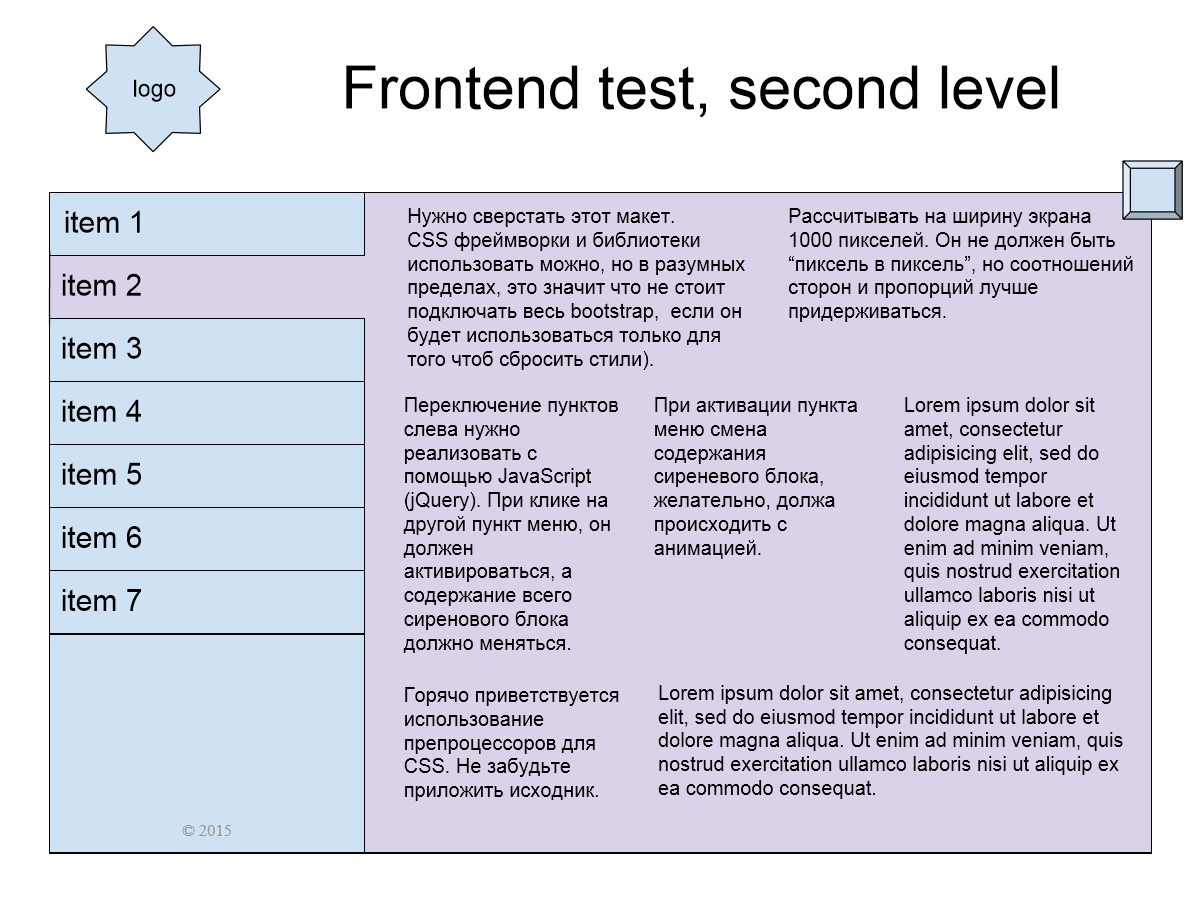 logo
Frontend test, second level
item 1
item 2
item 3
item 4
item 5
item 6
item 7
© 2015
Нужно сверстать этот макет.
CSS фреймворки и библиотеки
использовать можно, но в разумных
пределах, это значит что не стоит
подключать весь bootstrap,  если он
будет использоваться только для
того чтоб сбросить стили).
Рассчитывать на ширину экрана
1000 пикселей. Он не должен быть
“пиксель в пиксель”, но соотношений
сторон и пропорций лучше
придерживаться.
Переключение пунктов
слева нужно
реализовать с
помощью JavaScript
(jQuery). При клике на
другой пункт меню, он
должен
активироваться, а
содержание всего
сиренового блока
должно меняться.
При активации пункта
меню смена
содержания
сиреневого блока,
желательно, должа
происходить с
анимацией.
Lorem ipsum dolor sit
amet, consectetur
adipisicing elit, sed do
eiusmod tempor
incididunt ut labore et
dolore magna aliqua. Ut
enim ad minim veniam,
quis nostrud exercitation
ullamco laboris nisi ut
aliquip ex ea commodo
consequat.
Горячо приветствуется
использование
препроцессоров для
CSS. Не забудьте
приложить исходник.
Lorem ipsum dolor sit amet, consectetur adipisicing
elit, sed do eiusmod tempor incididunt ut labore et
dolore magna aliqua. Ut enim ad minim veniam, quis
nostrud exercitation ullamco laboris nisi ut aliquip ex
ea commodo consequat.